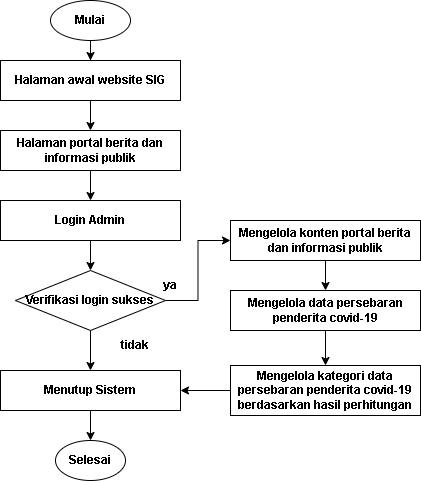 Mulai
Halaman awal website SIG
Halaman portal berita dan
informasi publik
Login Admin
Verifikasi login sukses
ya
tidak
Mengelola konten portal berita
dan informasi publik
Mengelola data persebaran
penderita covid-19
Mengelola kategori data
persebaran penderita covid-19
berdasarkan hasil perhitungan
Menutup Sistem
Selesai